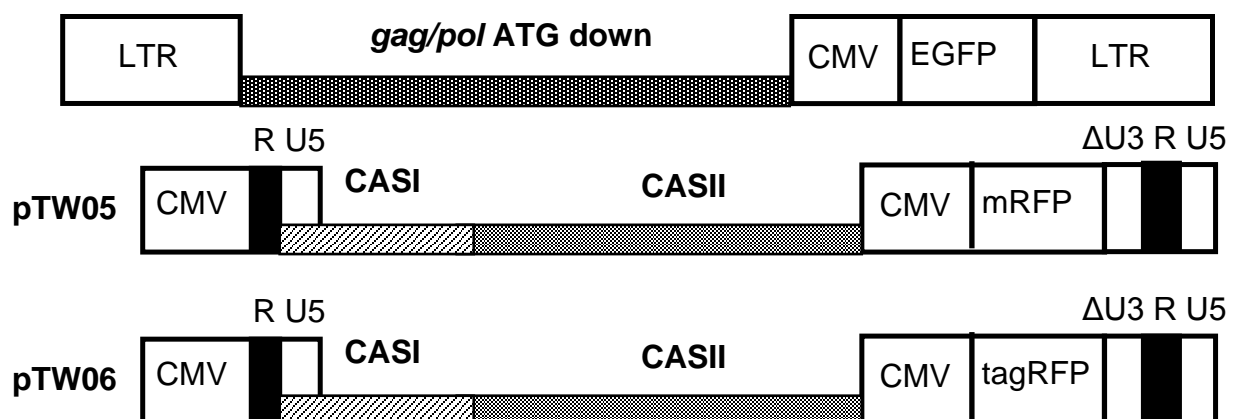 LTR gag/pol ATG down CMV EGFP LTR
R U5 ΔU3 R U5
pTW05 CMV CASI CASII CMV mRFP
R U5 ΔU3 R U5
pTW06 CMV CASI CASII CMV tagRFP